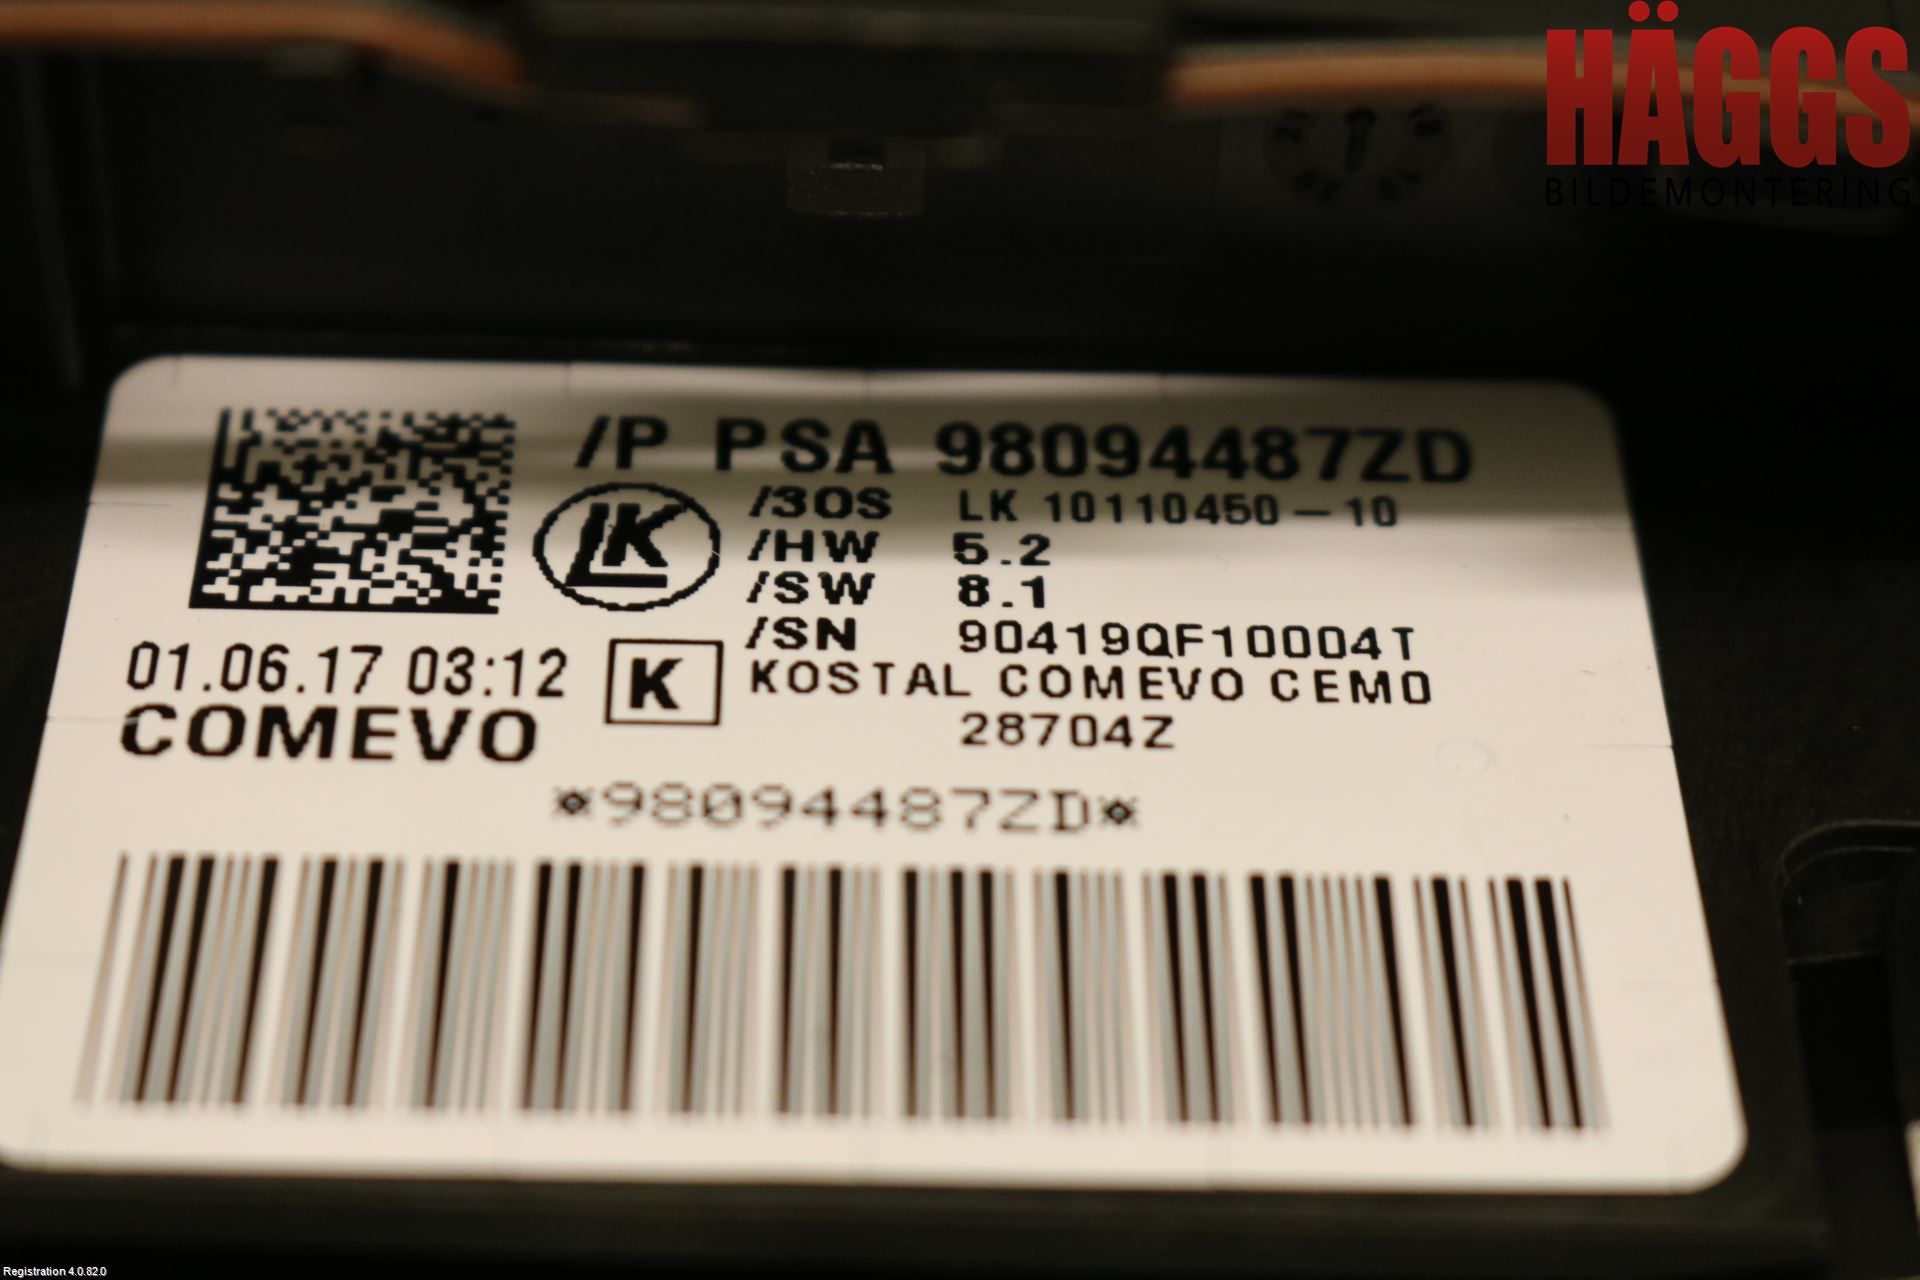 HÄGGS
BILDEMONTERING
/P PSA 98094487ZD
LK
/3OS LK 10110450-10
/HW 5.2
/SW 8.1
/SN 90419QF10004T
01.06.17 03:12
K
KOSTAL COMEVO CEMO
COMEVO
28704Z
*98094487ZD*
Registration 4.0.82.0